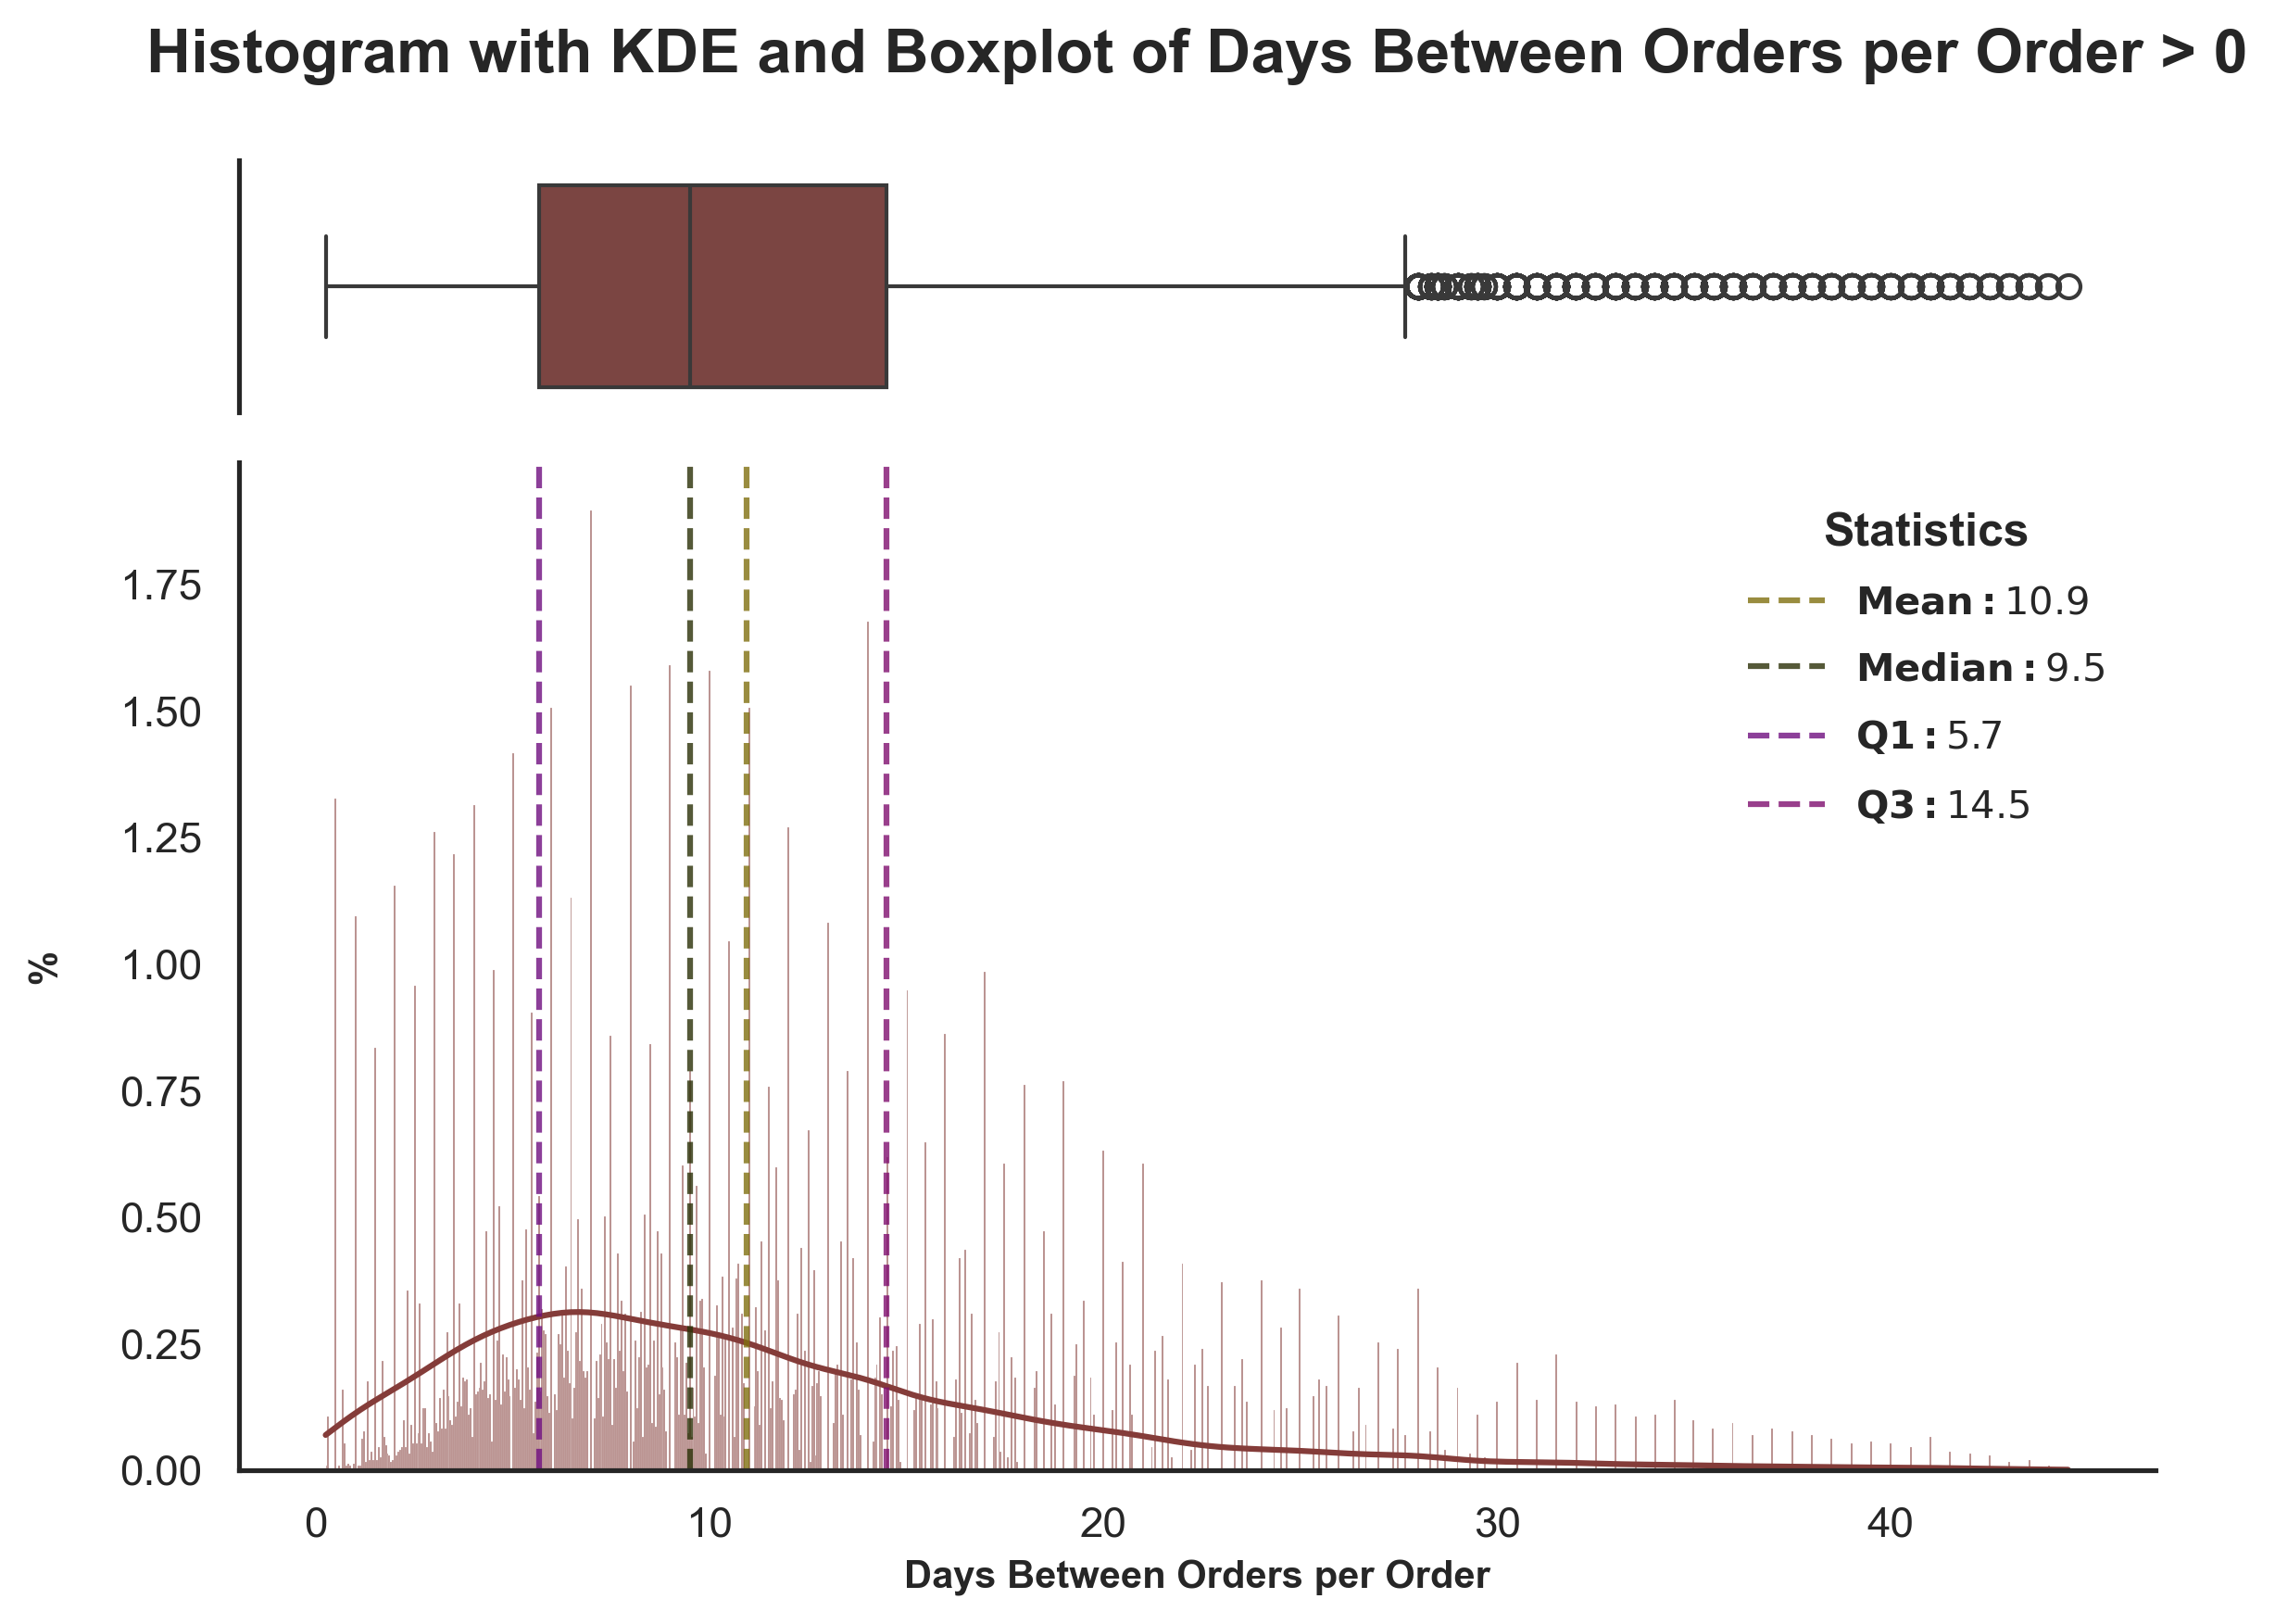 Histogram with KDE and Boxplot of Days Between Orders per Order > 0
Statistics
Mean: 10.9
Median: 9.5
Q1: 5.7
Q3: 14.5
%
1.75
1.50
1.25
1.00
0.75
0.50
0.25
0.00
0 10 20 30 40
Days Between Orders per Order